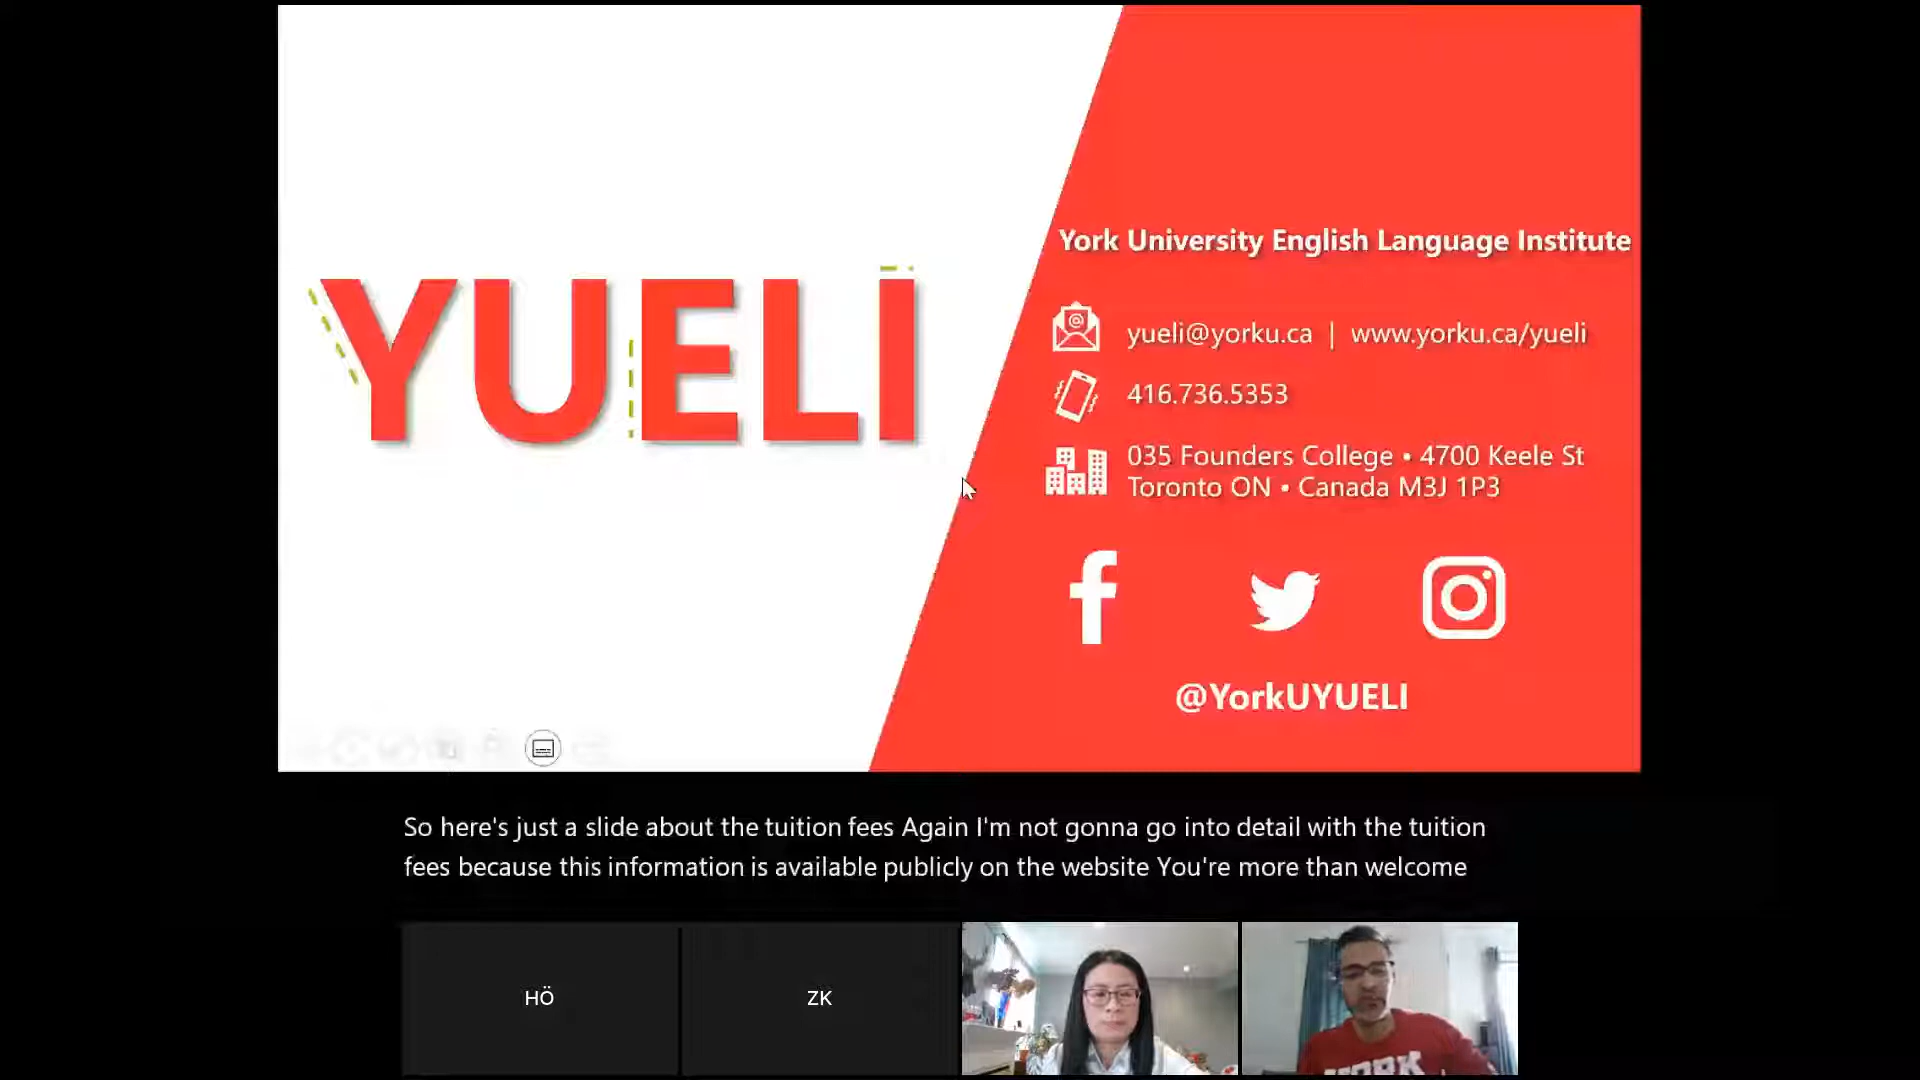 YUELI
York University English Language Institute
yueli@yorku.ca | www.yorku.ca/yueli
416.736.5353
035 Founders College • 4700 Keele St
Toronto ON • Canada M3J 1P3
@YorkUYUELI
So here's just a slide about the tuition fees Again I'm not gonna go into detail with the tuition
fees because this information is available publicly on the website You're more than welcome
HÖ
ZK
YORK